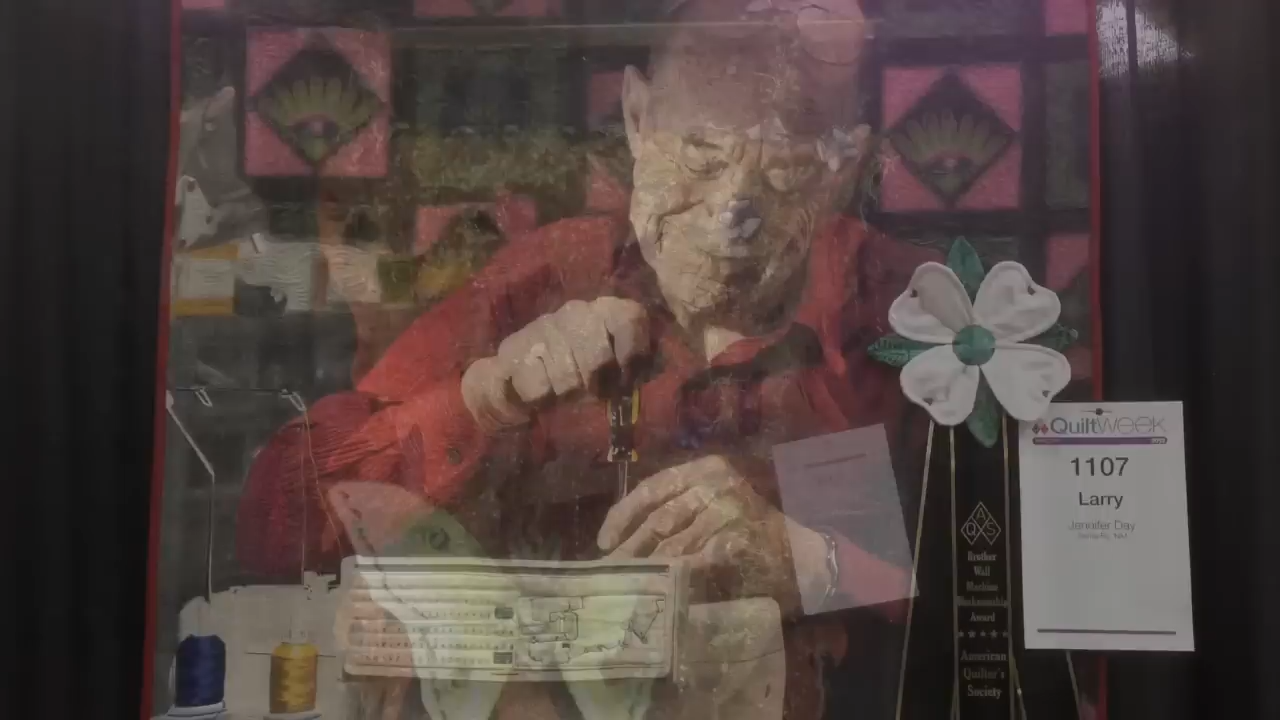 QuiltWEEK
1107
Larry
Jennifer Day
A
Q S
Brother
Wall
Machine
Workmanship
Award
American
Quilter's
Society